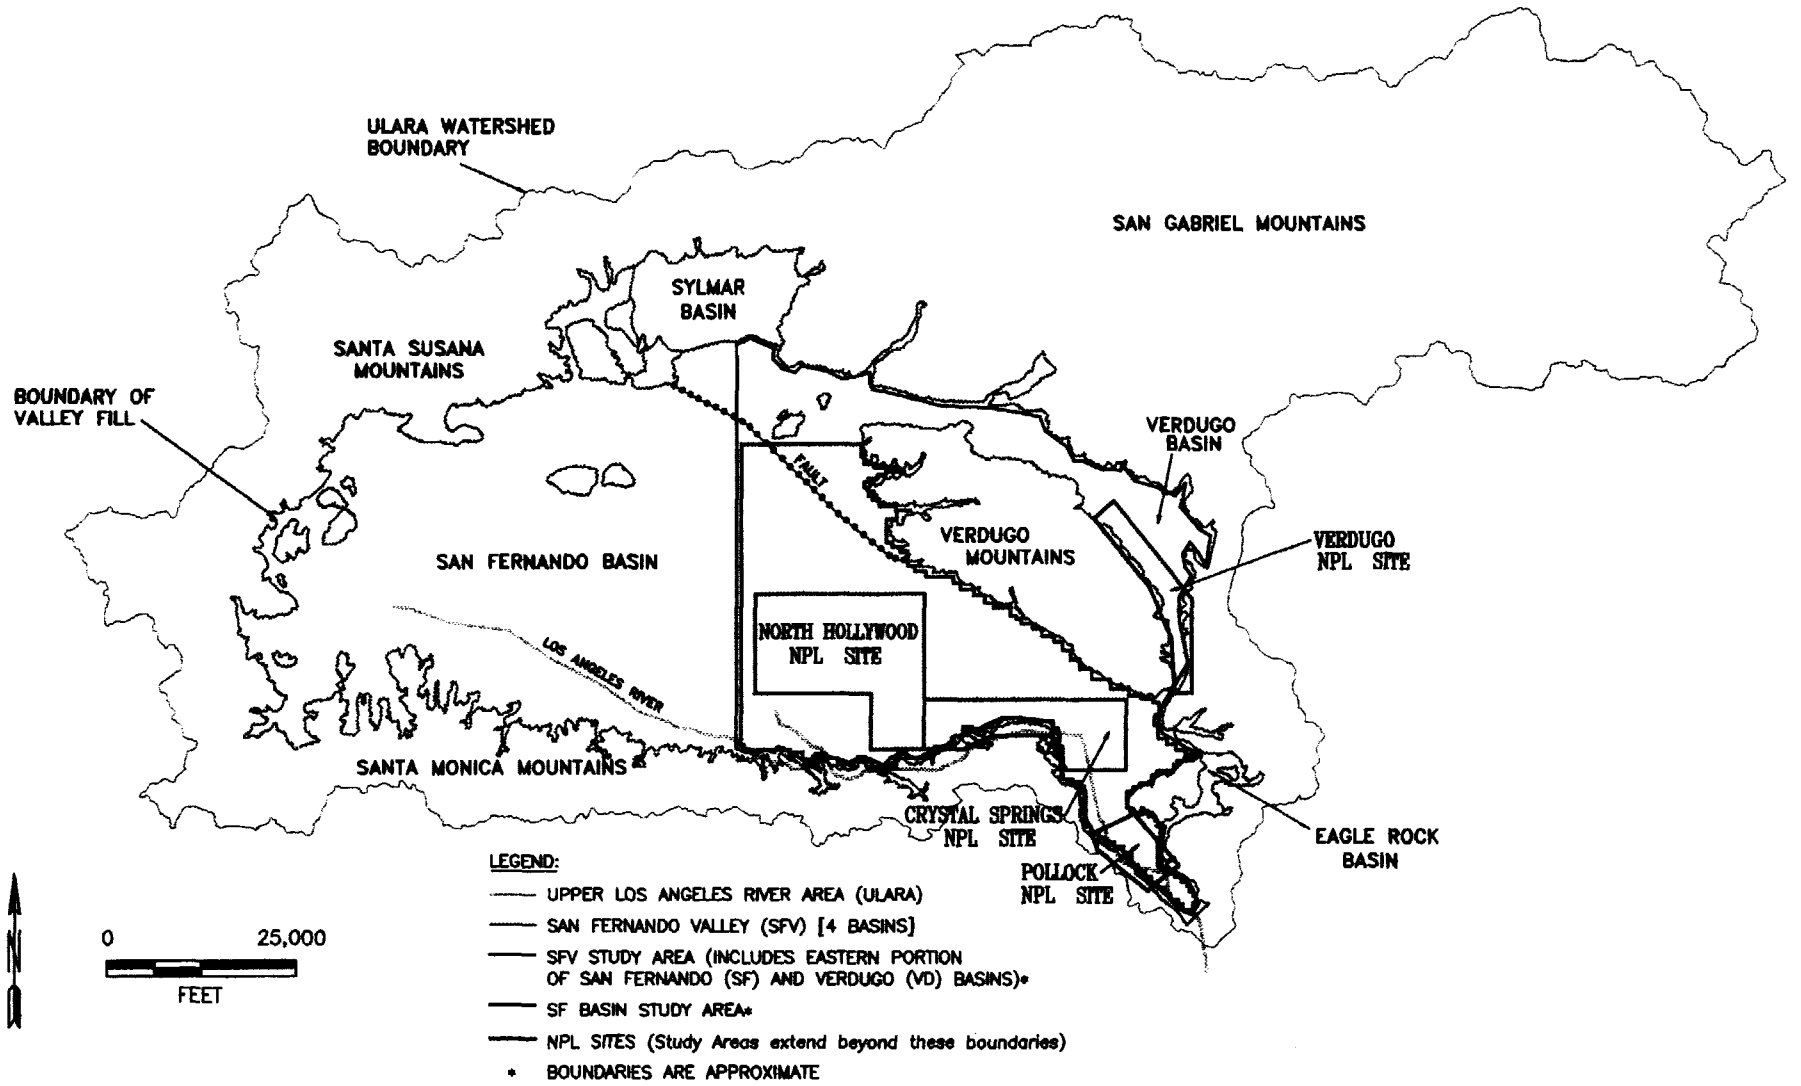 ULARA WATERSHED
BOUNDARY
SAN GABRIEL MOUNTAINS
SYLMAR
BASIN
SANTA SUSANA
MOUNTAINS
BOUNDARY OF
VALLEY FILL
VERDUGO
BASIN
FAULT
VERDUGO
MOUNTAINS
VERDUGO
NPL SITE
SAN FERNANDO BASIN
NORTH HOLLYWOOD
NPL SITE
LOS ANGELES RIVER
SANTA MONICA MOUNTAINS
CRYSTAL SPRINGS
NPL SITE
EAGLE ROCK
BASIN
POLLOCK
NPL SITE
LEGEND:
UPPER LOS ANGELES RIVER AREA (ULARA)
SAN FERNANDO VALLEY (SFV) [4 BASINS]
SFV STUDY AREA (INCLUDES EASTERN PORTION
OF SAN FERNANDO (SF) AND VERDUGO (VD) BASINS)*
SF BASIN STUDY AREA*
NPL SITES (Study Areas extend beyond these boundaries)
* BOUNDARIES ARE APPROXIMATE
N
0 25,000
FEET